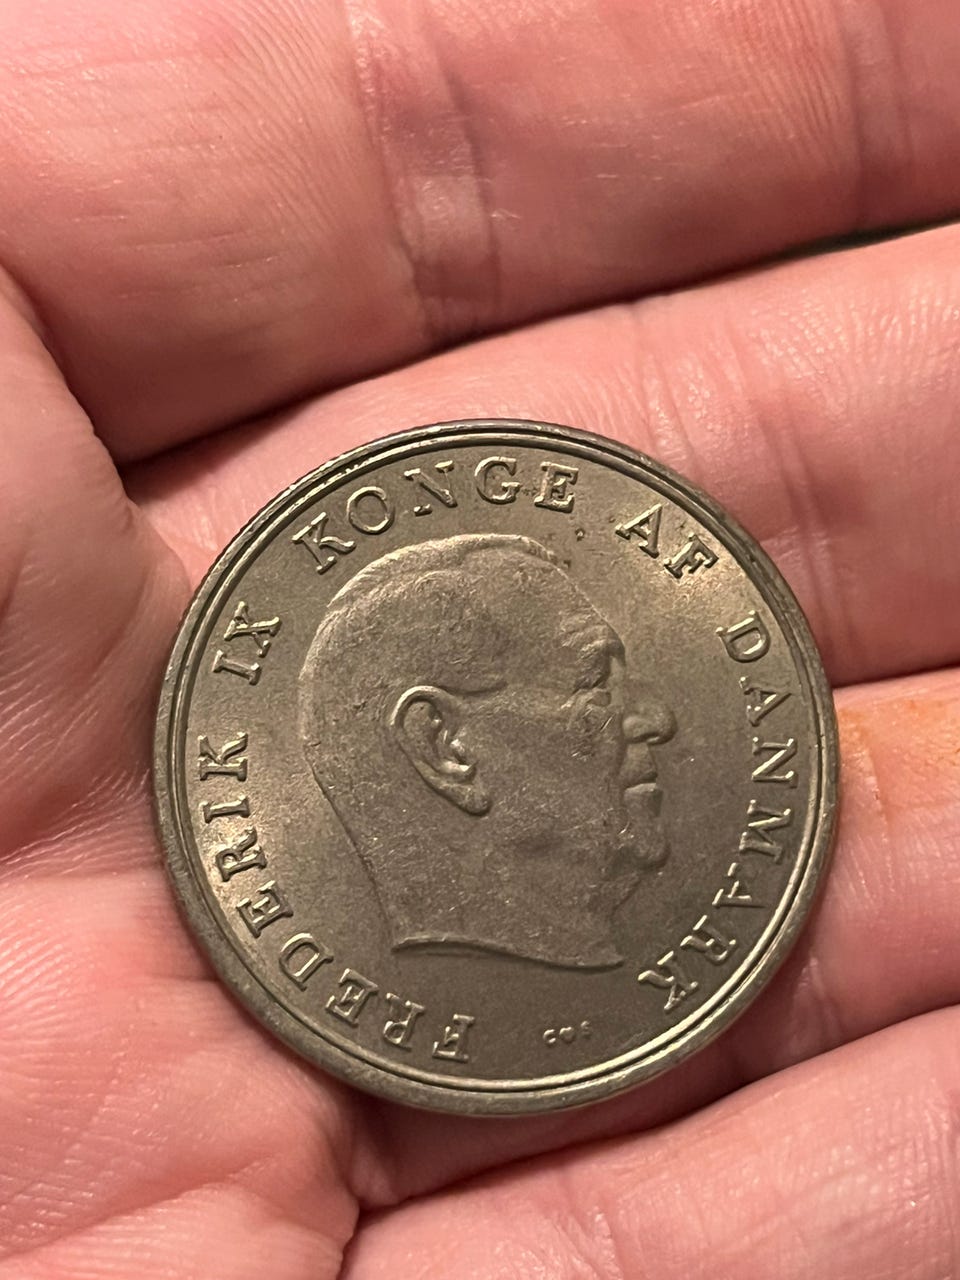 FREDERIK IX KONGE AF DANMARK